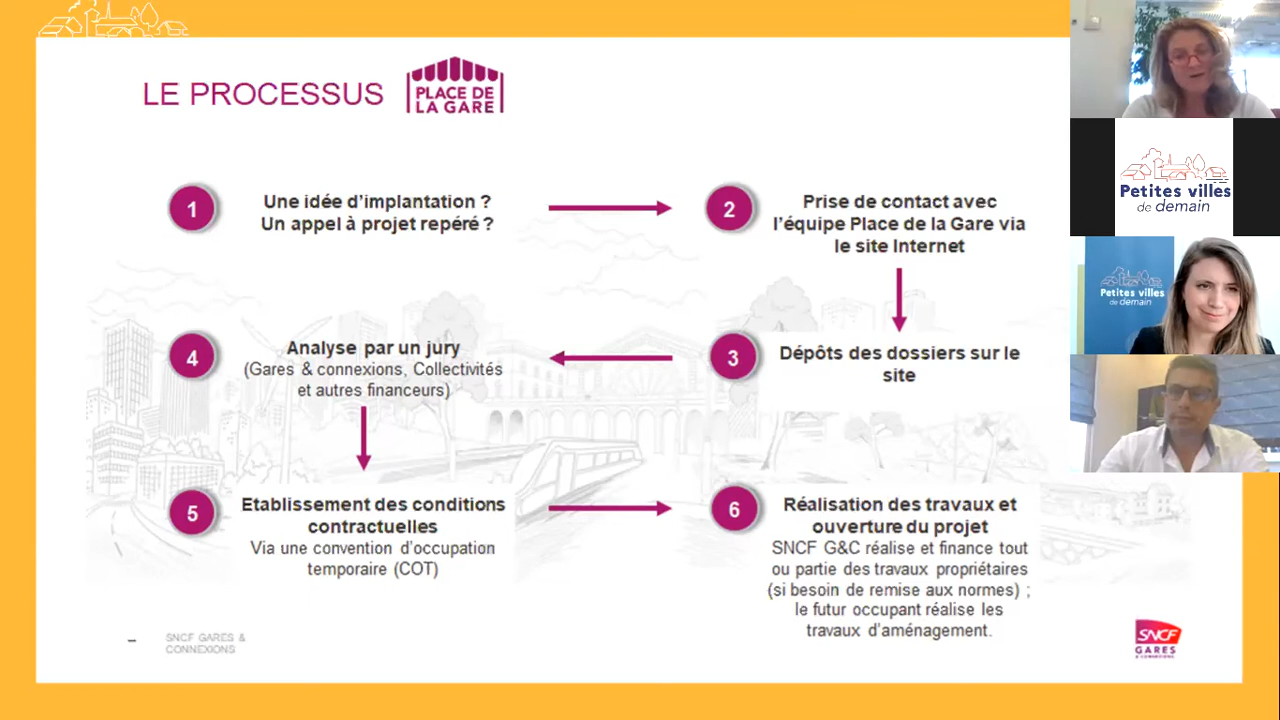 LE PROCESSUS
PLACE DE
LA GARE
1
Une idée d'implantation ?
Un appel à projet repéré ?
2
Prise de contact avec
l'équipe Place de la Gare via
le site Internet
3
Dépôts des dossiers sur le
site
4
Analyse par un jury
(Gares & connexions, Collectivités
et autres financeurs)
5
Etablissement des conditions
contractuelles
Via une convention d'occupation
temporaire (COT)
6
Réalisation des travaux et
ouverture du projet
SNCF G&C réalise et finance tout
ou partie des travaux propriétaires
(si besoin de remise aux normes) ;
le futur occupant réalise les
travaux d'aménagement.
– SNCF GARES &
CONNEXIONS
SNCF
GARES
& CONNEXIONS
Petites villes
de demain
Petites villes
de demain